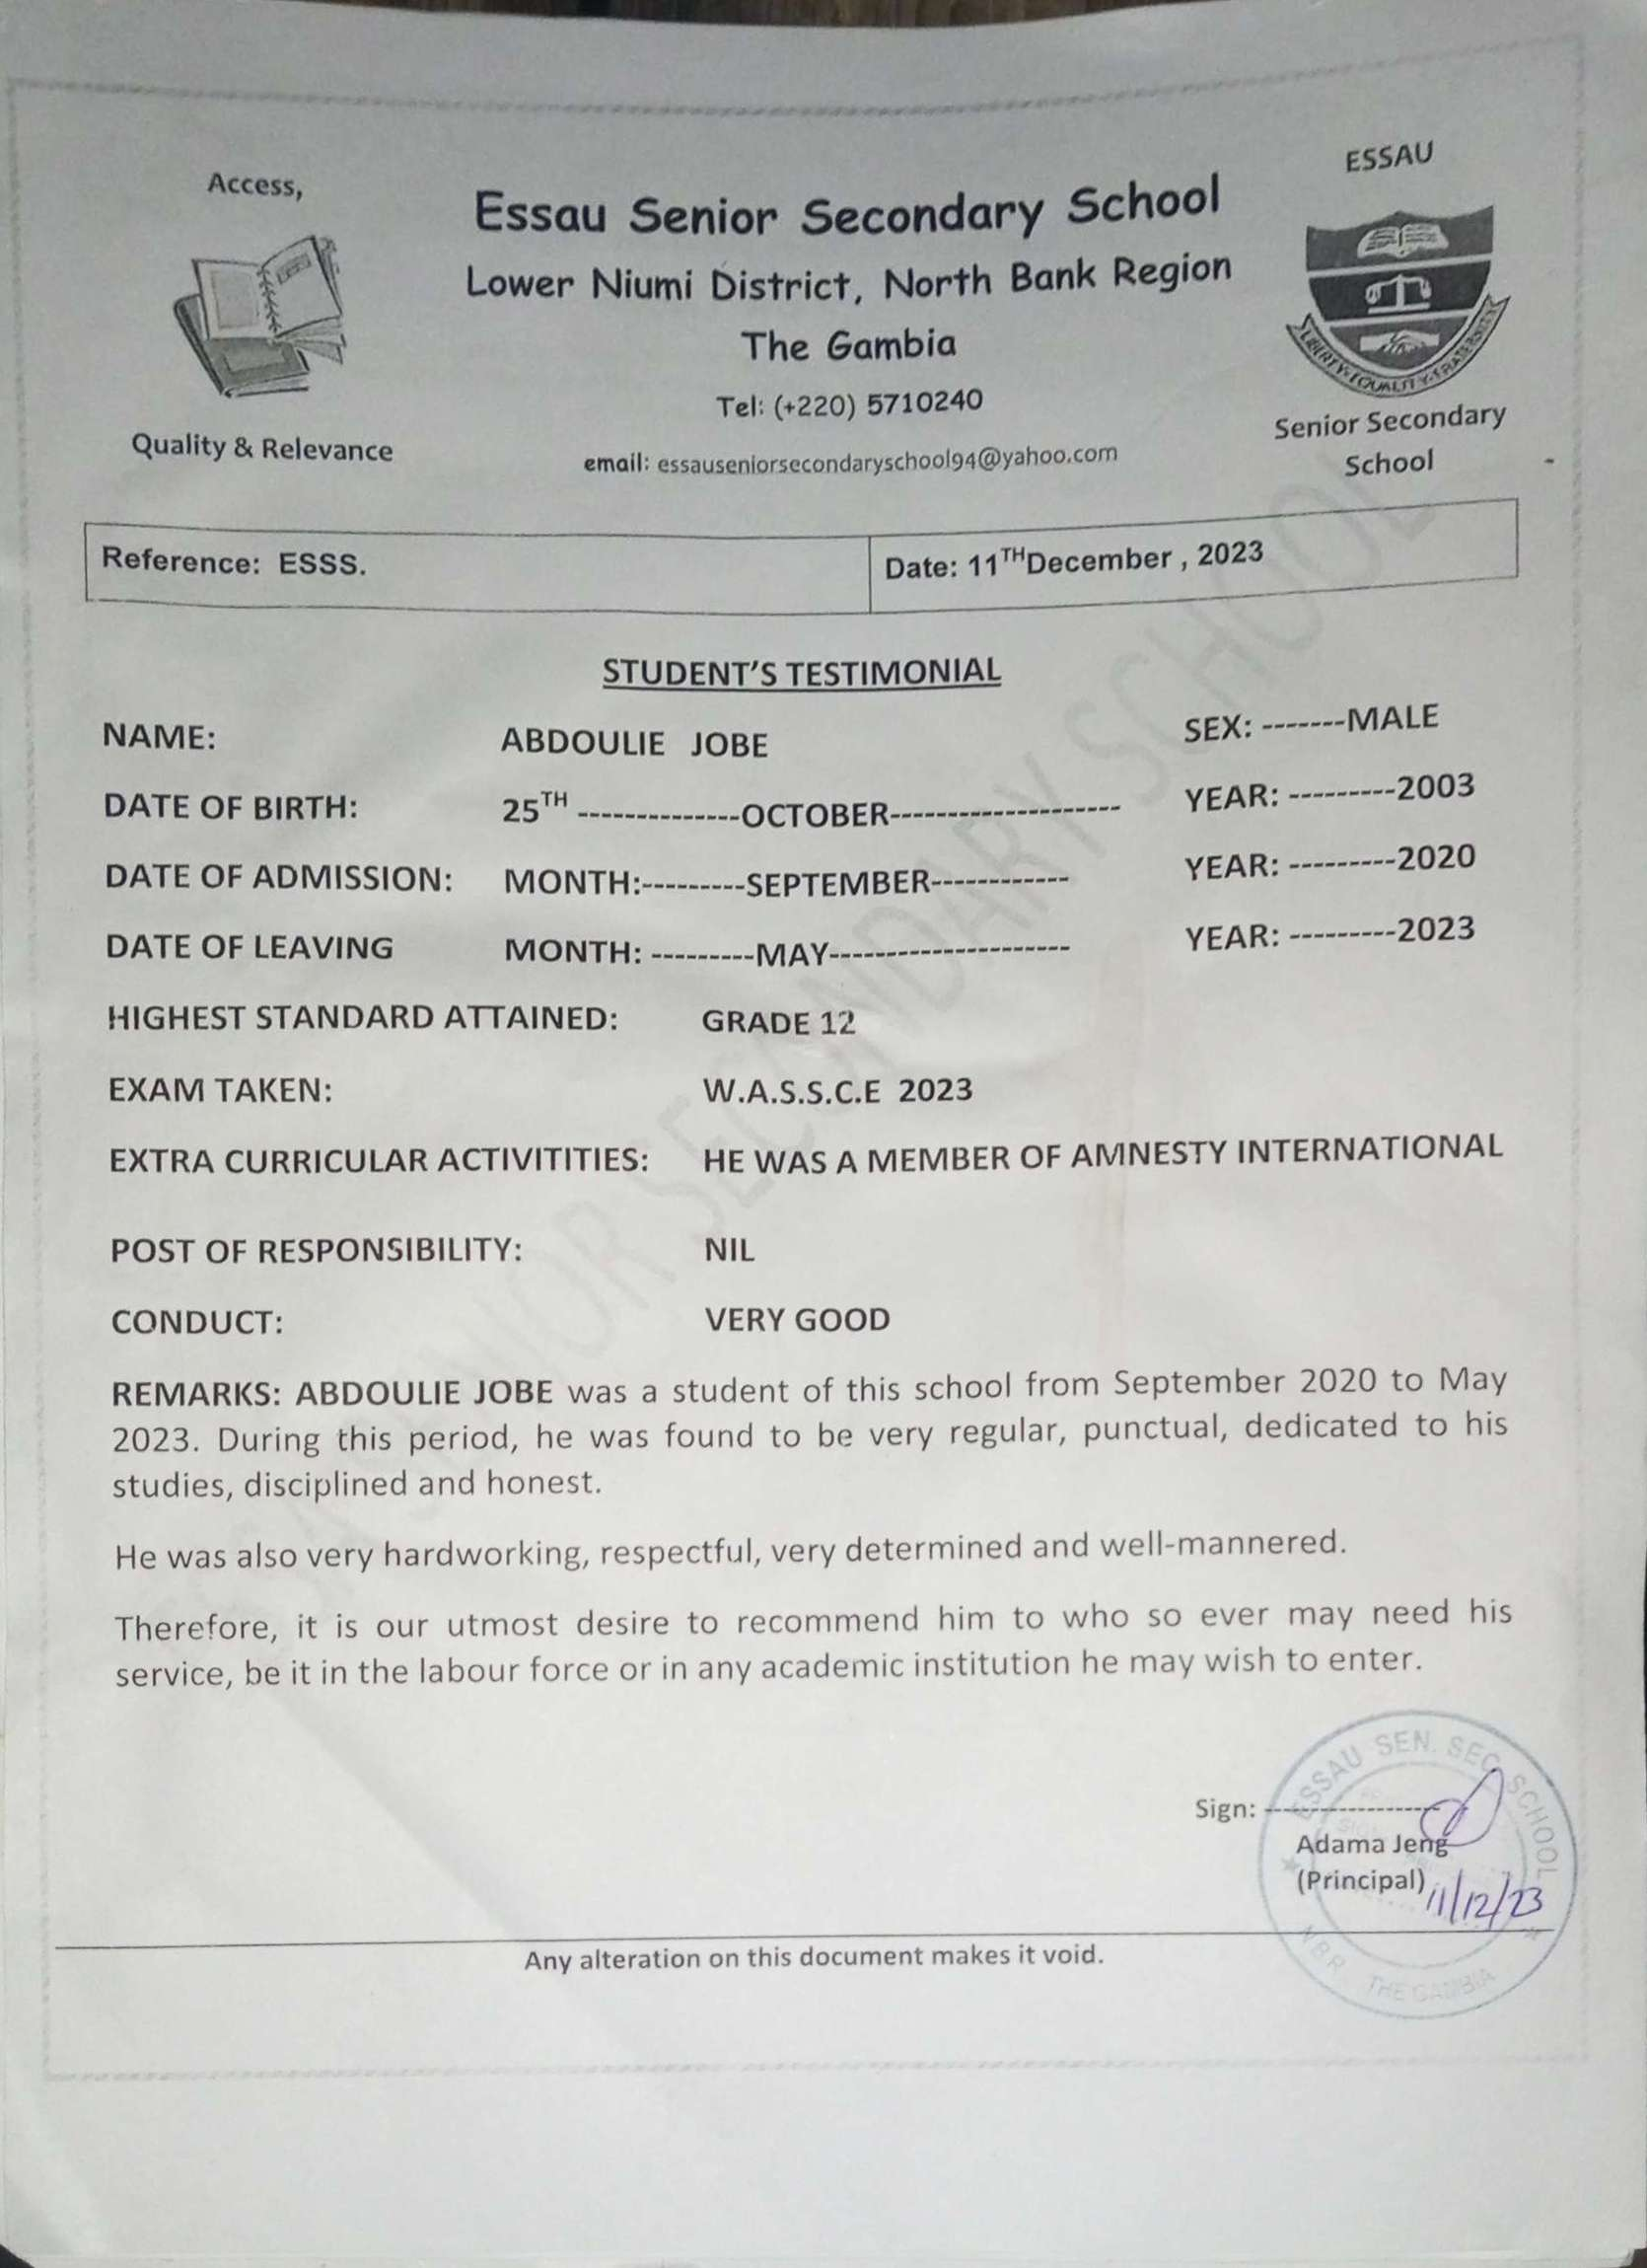 Access,
Quality & Relevance
Essau Senior Secondary School
Lower Niumi District, North Bank Region
The Gambia
Tel: (+220) 5710240
email: essauseniorsecondaryschool94@yahoo.com
ESSAU
LIBERTY-EQUALITY-FRATERNITY
Senior Secondary
School
Reference: ESSS. Date: 11TH December , 2023
STUDENT'S TESTIMONIAL
NAME: ABDOULIE JOBE SEX: -------MALE
DATE OF BIRTH: 25TH --------------OCTOBER-------------------- YEAR: ---------2003
DATE OF ADMISSION: MONTH:---------SEPTEMBER------------ YEAR: ---------2020
DATE OF LEAVING MONTH: ---------MAY--------------------- YEAR: ---------2023
HIGHEST STANDARD ATTAINED: GRADE 12
EXAM TAKEN: W.A.S.S.C.E 2023
EXTRA CURRICULAR ACTIVITITIES: HE WAS A MEMBER OF AMNESTY INTERNATIONAL
POST OF RESPONSIBILITY: NIL
CONDUCT: VERY GOOD
REMARKS: ABDOULIE JOBE was a student of this school from September 2020 to May
2023. During this period, he was found to be very regular, punctual, dedicated to his
studies, disciplined and honest.
He was also very hardworking, respectful, very determined and well-mannered.
Therefore, it is our utmost desire to recommend him to who so ever may need his
service, be it in the labour force or in any academic institution he may wish to enter.
Sign: --------------------
Adama Jeng
(Principal) 11/12/23
ESSAU SEN. SEC. SCHOOL
NBR THE GAMBIA
Any alteration on this document makes it void.
SENIOR SECONDARY SCHOOL